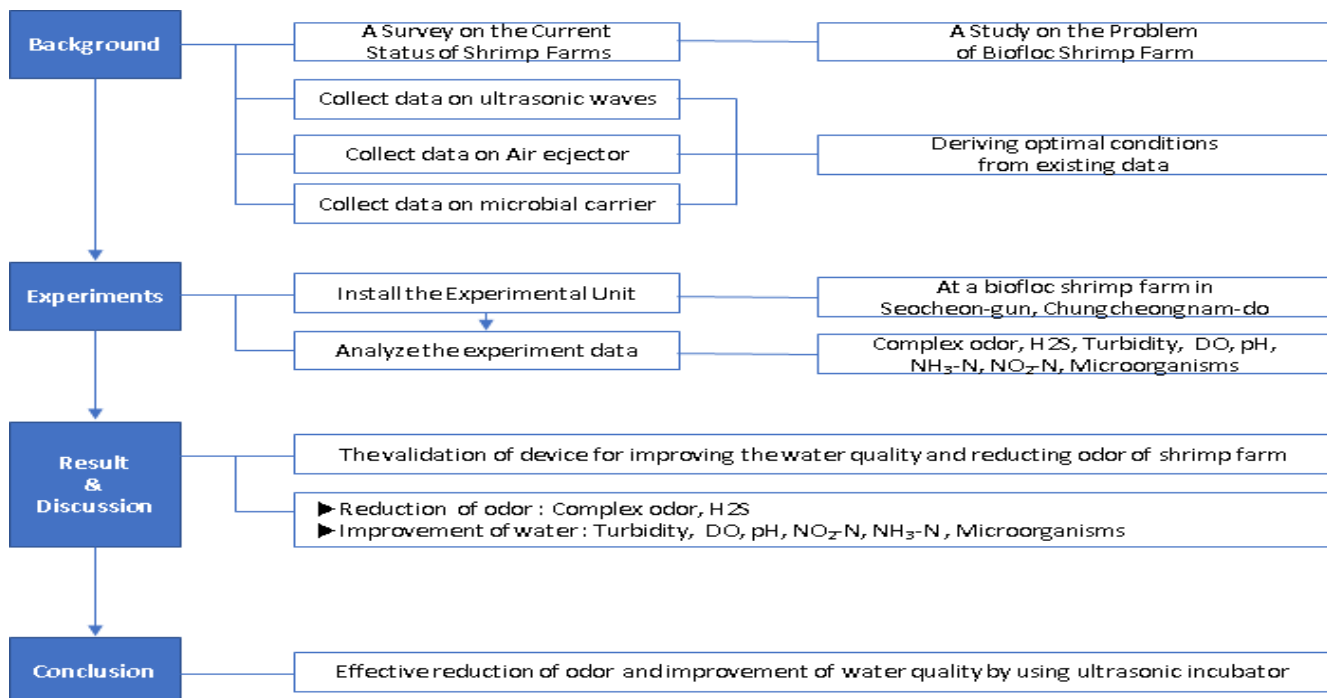 Background
A Survey on the Current
Status of Shrimp Farms
A Study on the Problem
of Biofloc Shrimp Farm
Collect data on ultrasonic waves
Collect data on Air ecjector
Collect data on microbial carrier
Deriving optimal conditions
from existing data
Experiments
Install the Experimental Unit
At a biofloc shrimp farm in
Seocheon-gun, Chungcheongnam-do
Analyze the experiment data
Complex odor, H2S, Turbidity, DO, pH,
NH₃-N, NO₂-N, Microorganisms
Result
&
Discussion
The validation of device for improving the water quality and reducting odor of shrimp farm
►Reduction of odor : Complex odor, H2S
►Improvement of water : Turbidity, DO, pH, NO₂-N, NH₃-N , Microorganisms
Conclusion
Effective reduction of odor and improvement of water quality by using ultrasonic incubator